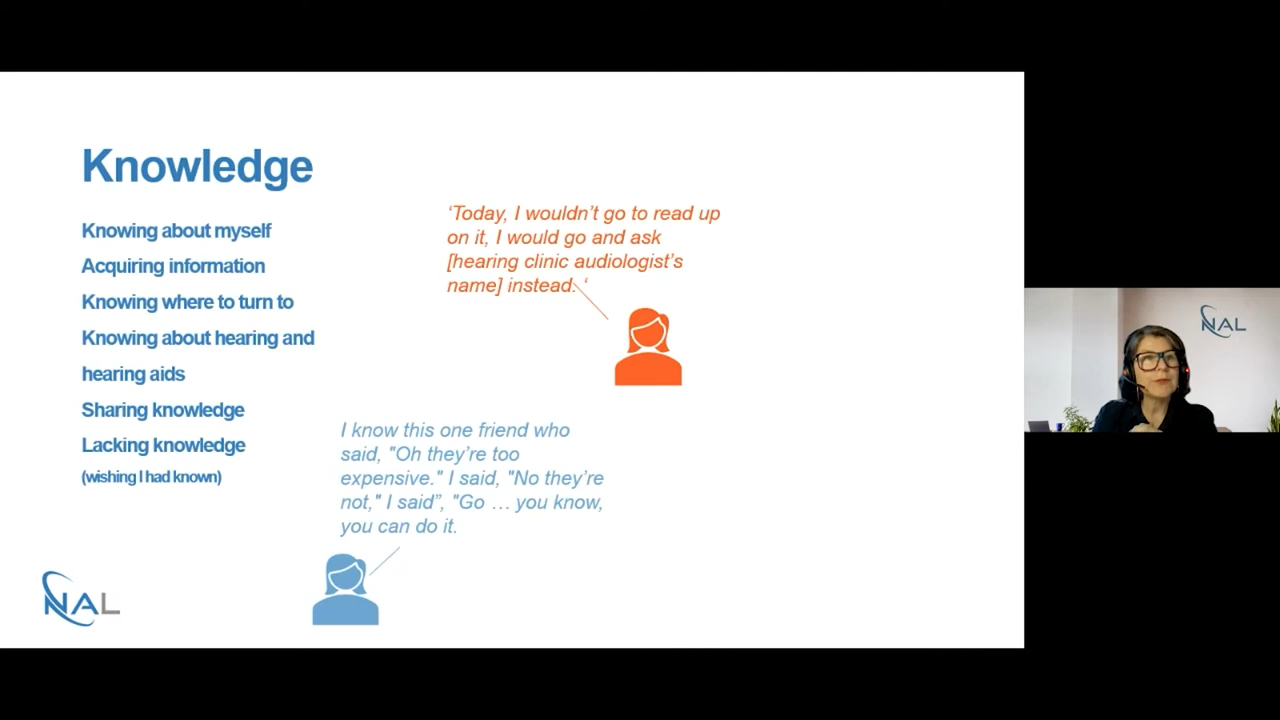 Knowledge
Knowing about myself
Acquiring information
Knowing where to turn to
Knowing about hearing and
hearing aids
Sharing knowledge
Lacking knowledge
(wishing I had known)
‘Today, I wouldn’t go to read up
on it, I would go and ask
[hearing clinic audiologist’s
name] instead. ‘
I know this one friend who
said, "Oh they’re too
expensive." I said, "No they’re
not," I said”, "Go … you know,
you can do it.
NAL
NAL